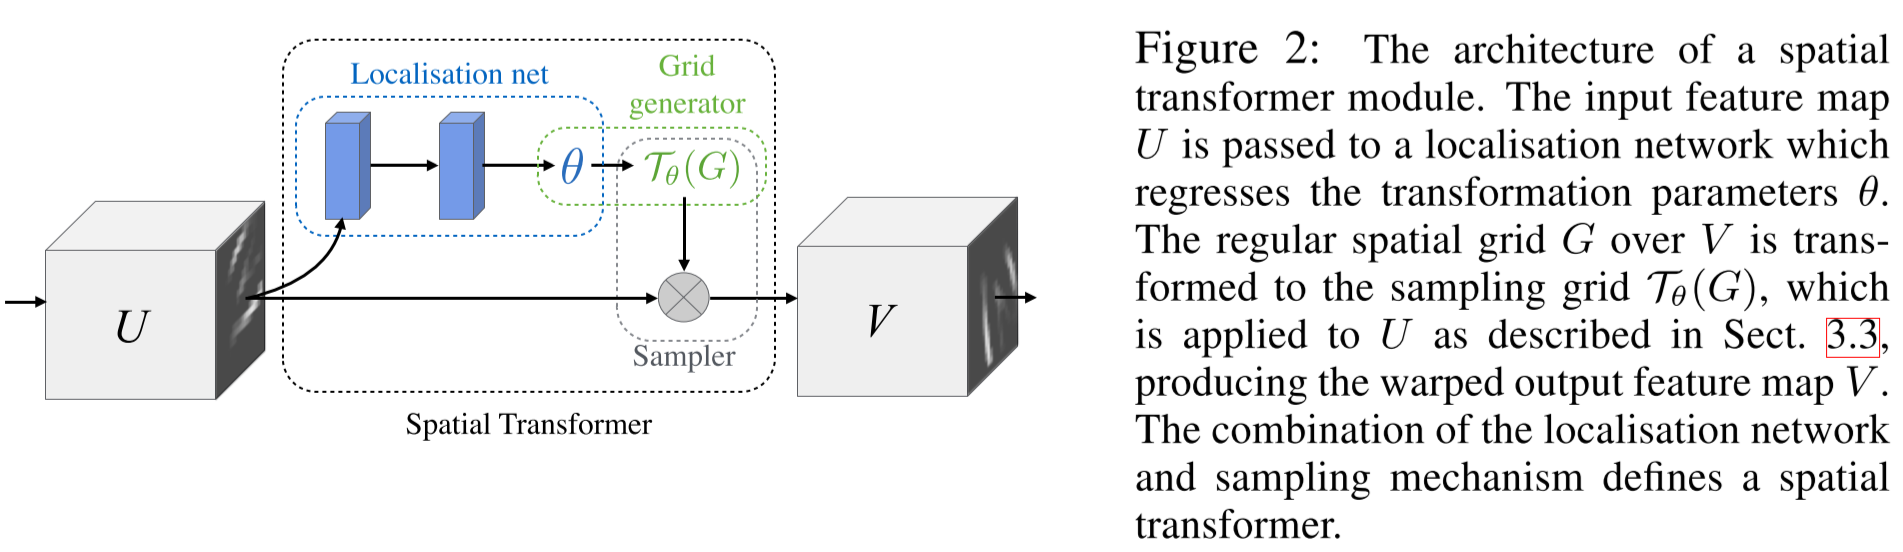 Localisation net
Grid
generator
θ
𝒯θ(G)
U
V
Sampler
Spatial Transformer
Figure 2: The architecture of a spatial
transformer module. The input feature map
U is passed to a localisation network which
regresses the transformation parameters θ.
The regular spatial grid G over V is trans-
formed to the sampling grid 𝒯θ(G), which
is applied to U as described in Sect. 3.3,
producing the warped output feature map V.
The combination of the localisation network
and sampling mechanism defines a spatial
transformer.